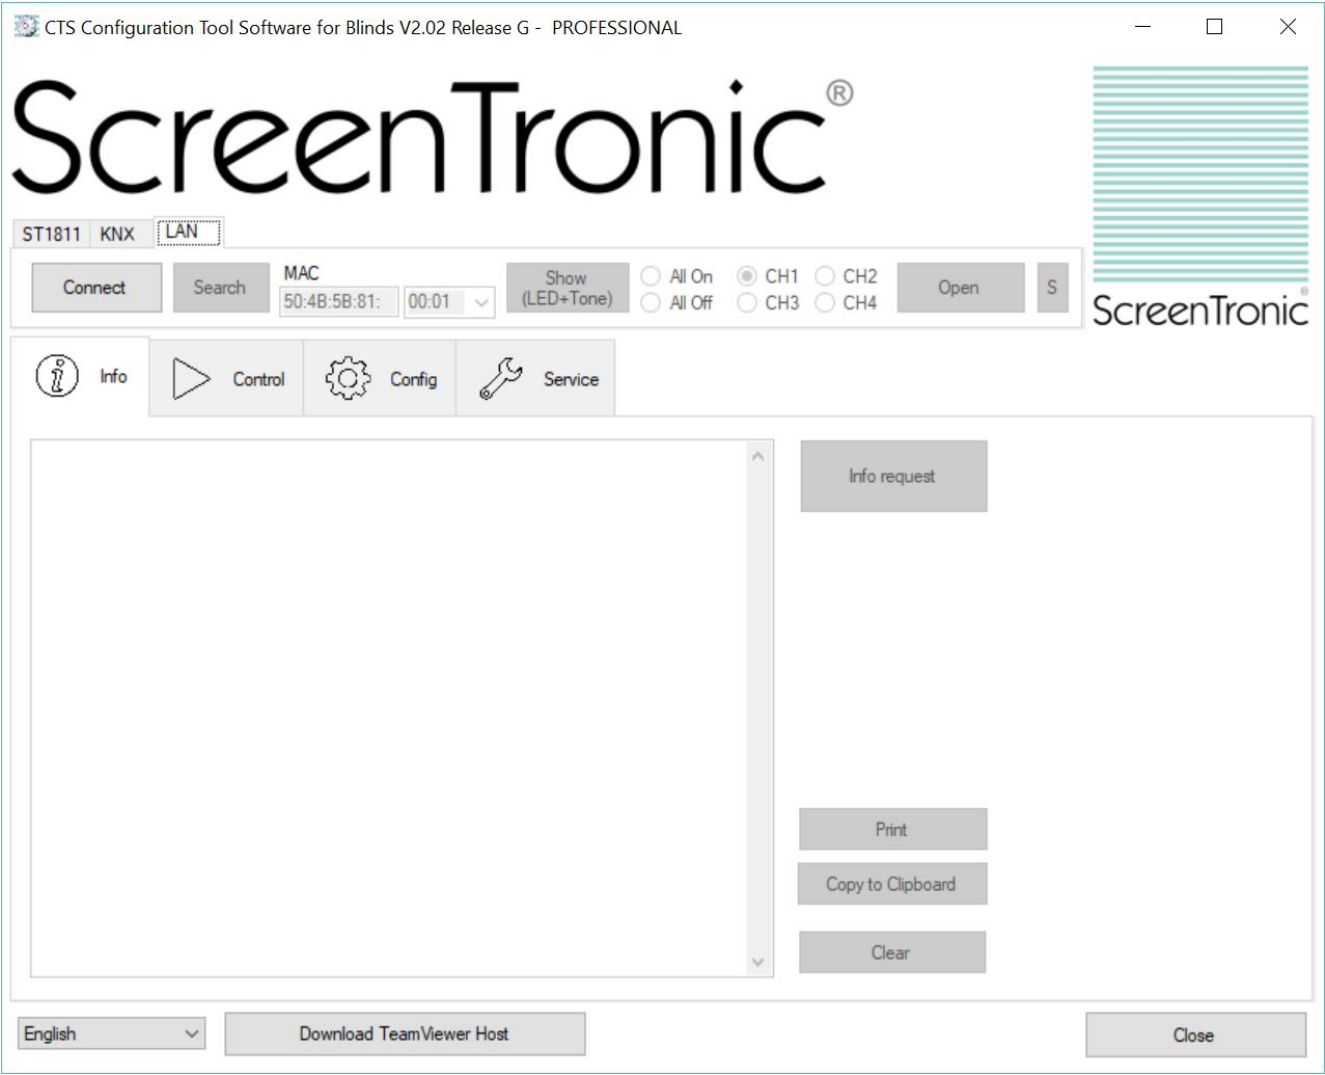 CTS Configuration Tool Software for Blinds V2.02 Release G - PROFESSIONAL
ScreenTronic®
ST1811 KNX LAN
Connect Search MAC 50:4B:5B:81: 00:01 Show (LED+Tone) All On All Off CH1 CH2 CH3 CH4 Open S
ScreenTronic®
Info Control Config Service
Info request
Print
Copy to Clipboard
Clear
English Download TeamViewer Host Close